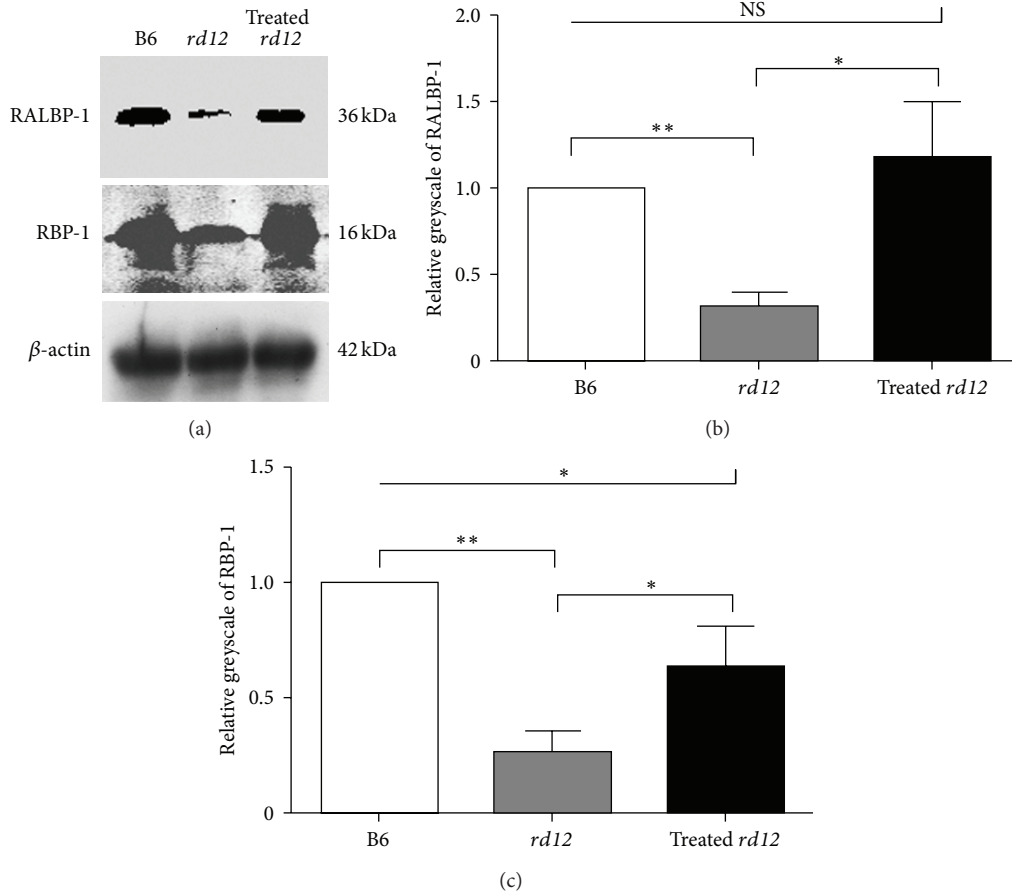 B6 rd12 Treated rd12
RALBP-1 36 kDa
RBP-1 16 kDa
β-actin 42 kDa
(a)
Relative greyscale of RALBP-1
2.0
1.5
1.0
0.5
0
NS
*
**
B6 rd12 Treated rd12
(b)
Relative greyscale of RBP-1
1.5
1.0
0.5
0
*
**
*
B6 rd12 Treated rd12
(c)